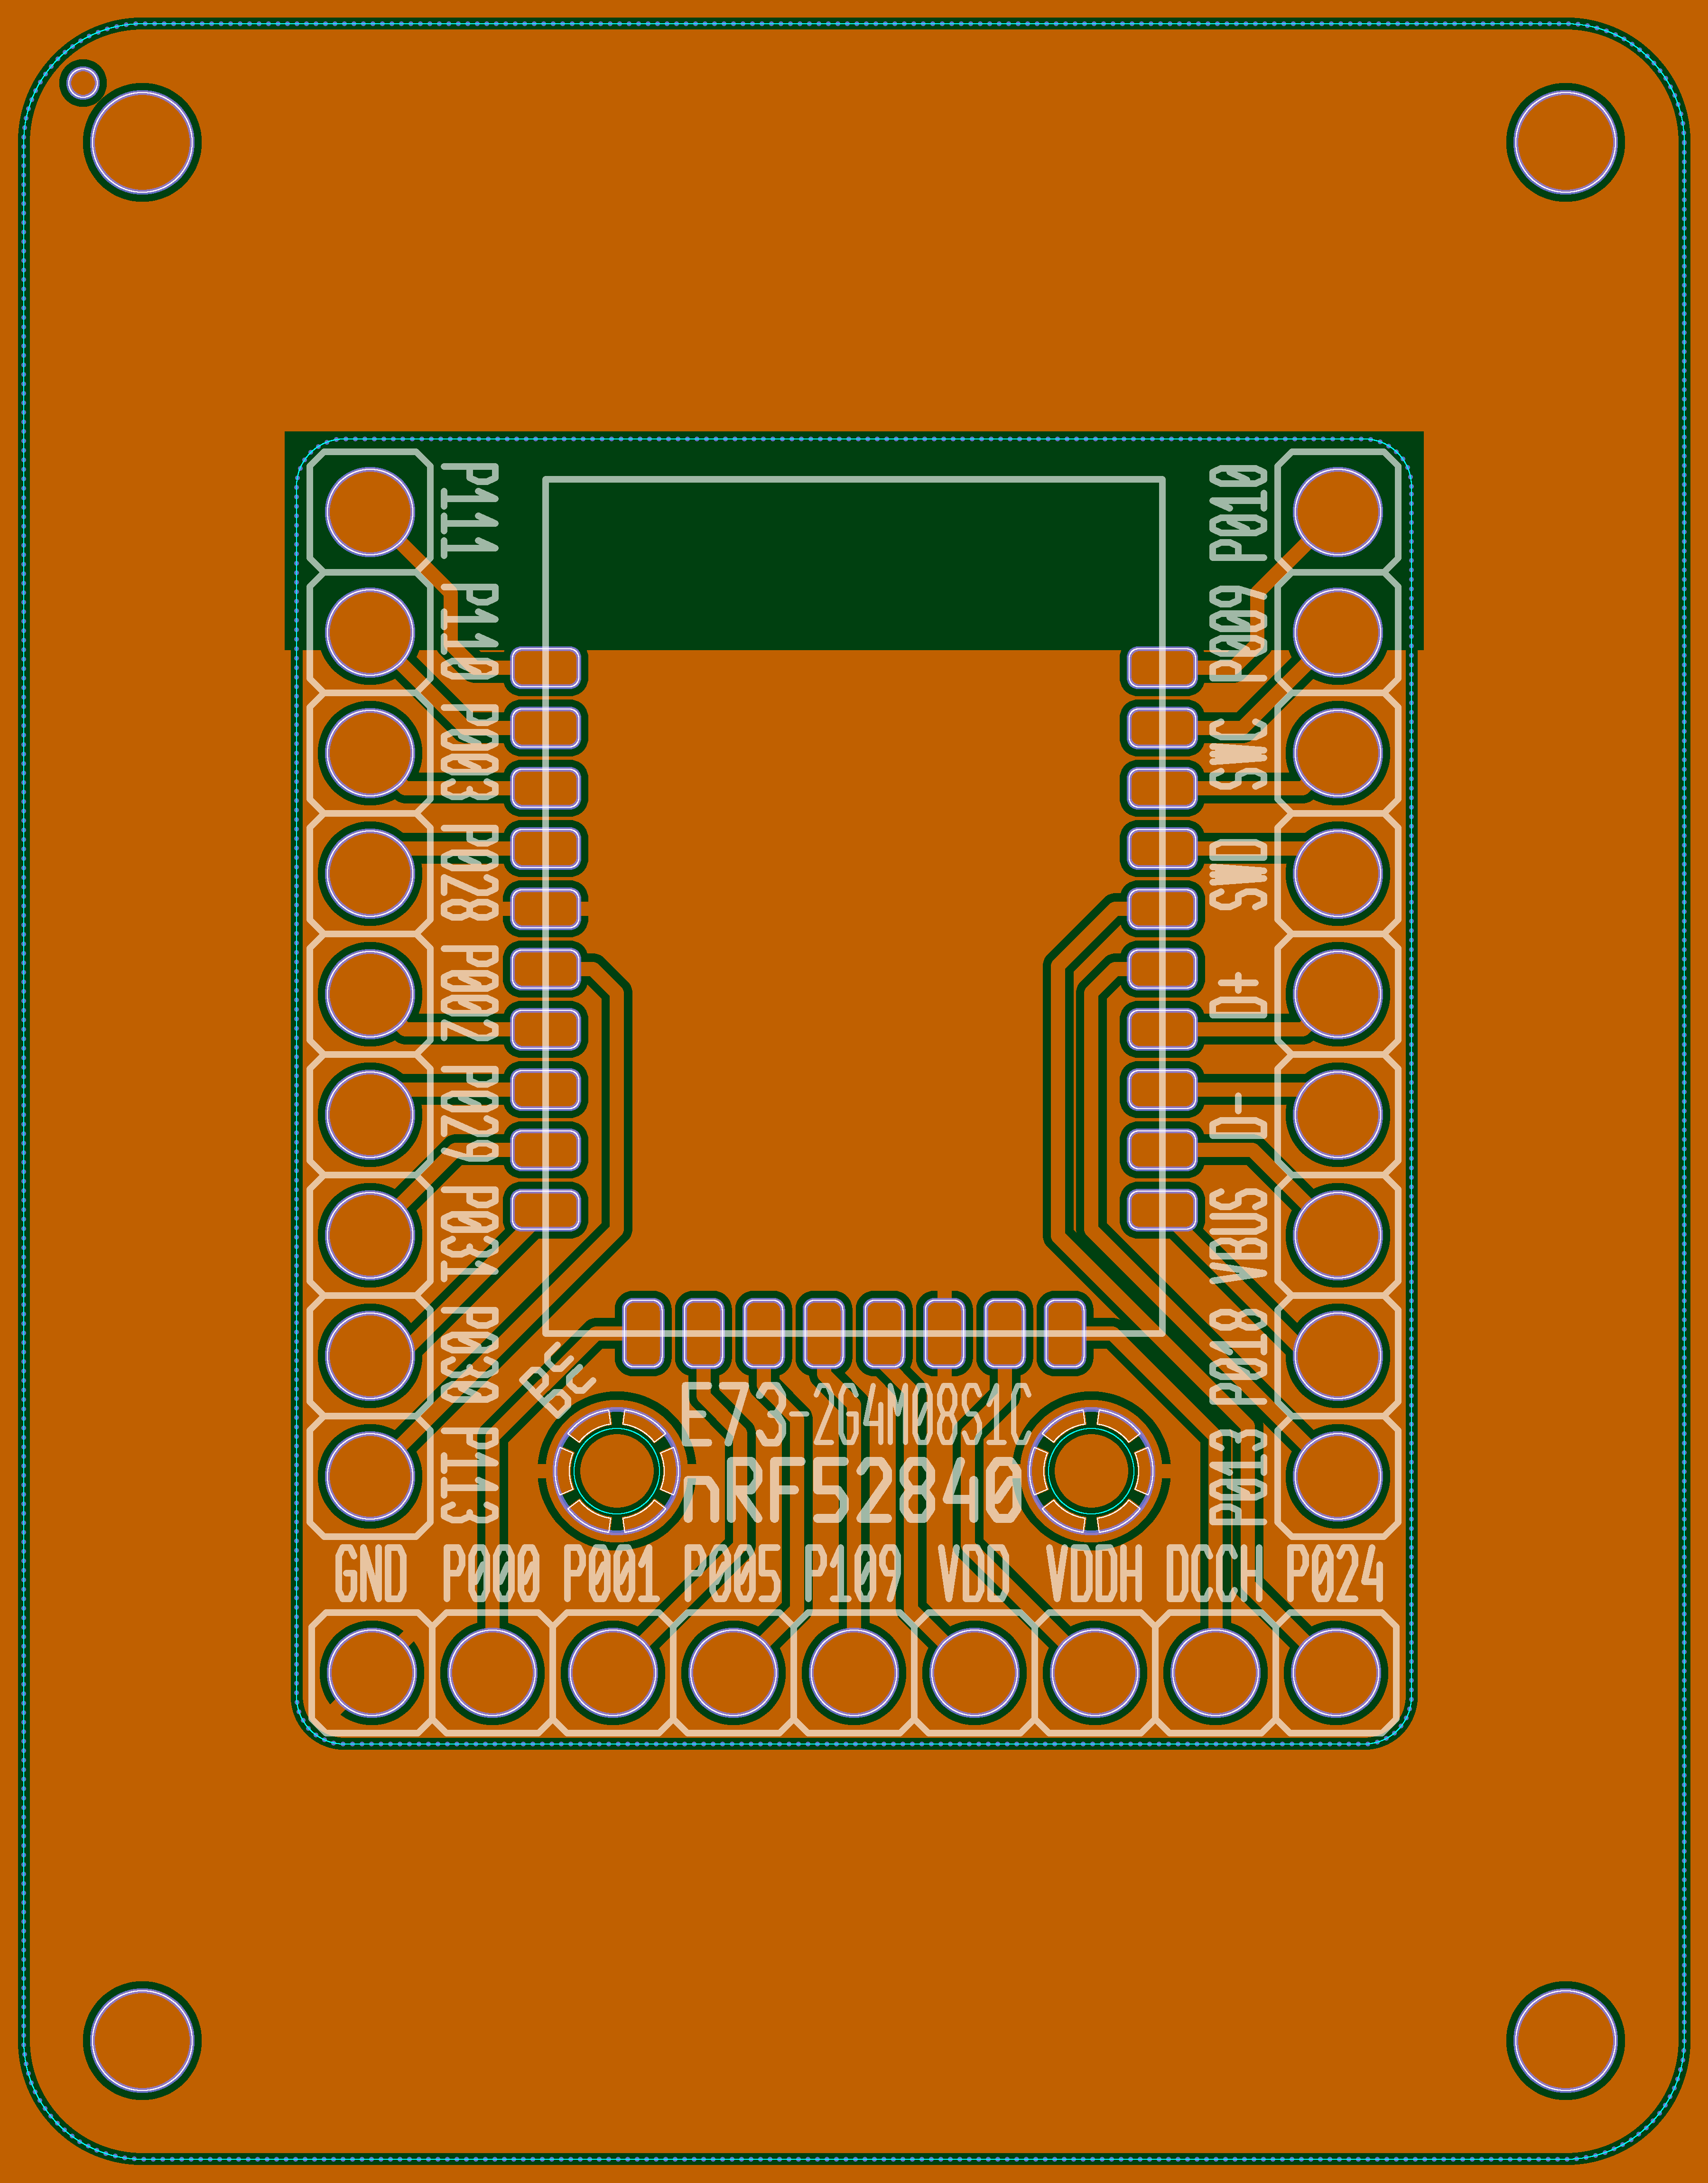 P111 P110 P003 P028 P002 P029 P031 P030 P113
P013 P018 VBUS D- D+ SWD SWC P009 P010
E73-2G4M08S1C
nRF52840
GND P000 P001 P005 P109 VDD VDDH DCCH P024